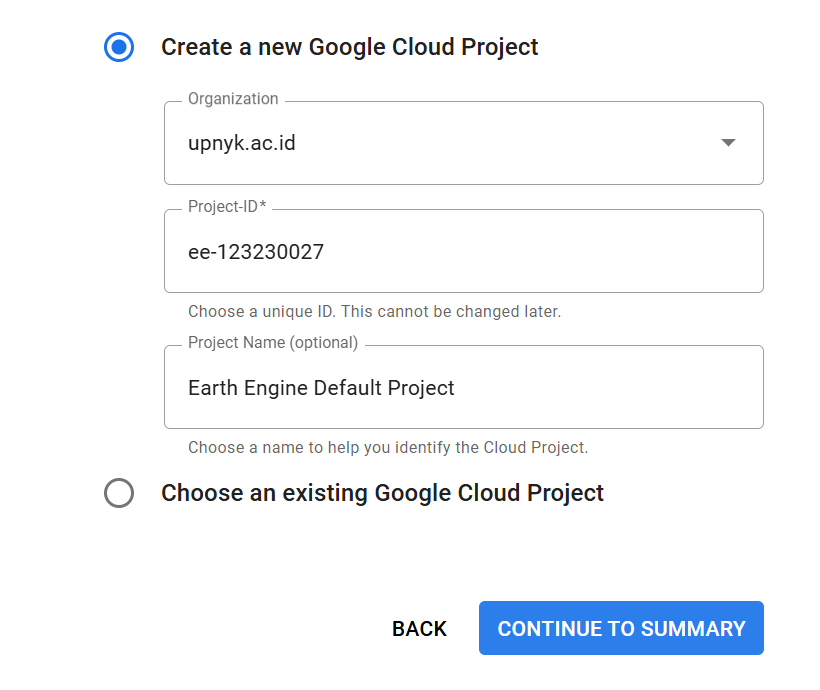 Create a new Google Cloud Project
Organization
upnyk.ac.id
Project-ID*
ee-123230027
Choose a unique ID. This cannot be changed later.
Project Name (optional)
Earth Engine Default Project
Choose a name to help you identify the Cloud Project.
Choose an existing Google Cloud Project
BACK
CONTINUE TO SUMMARY